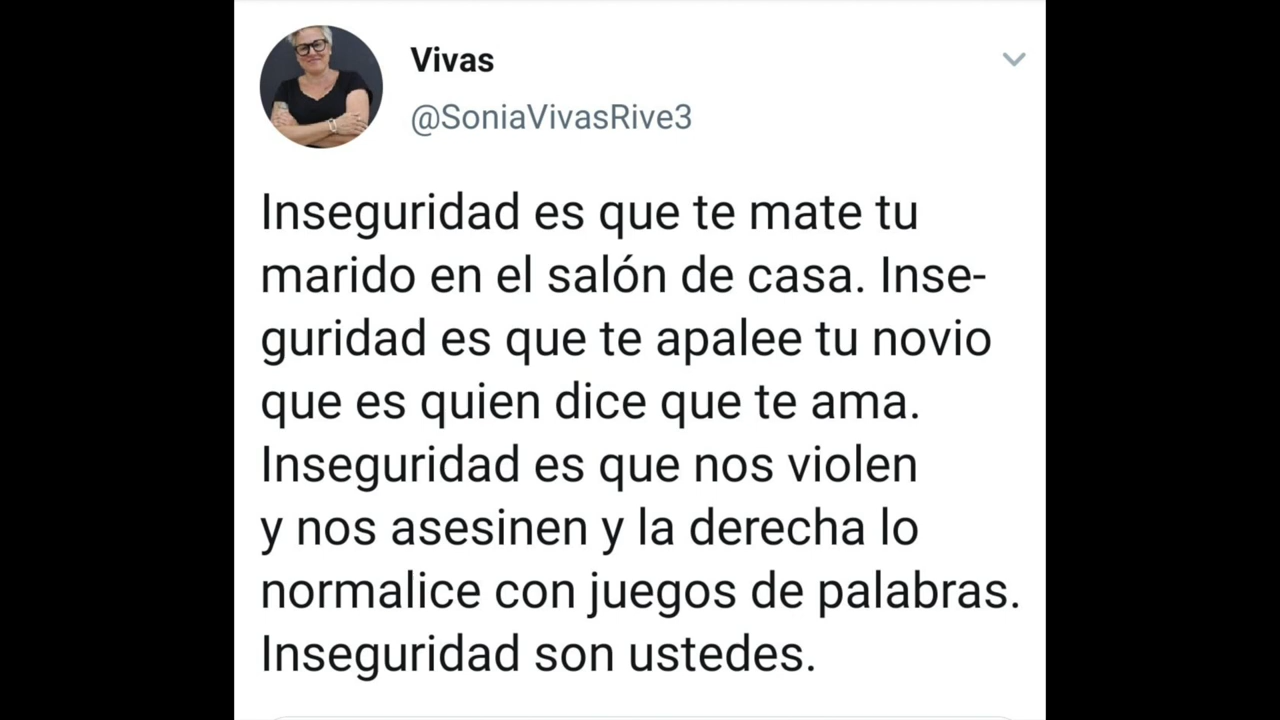 Vivas
@SoniaVivasRive3
Inseguridad es que te mate tu
marido en el salón de casa. Inse-
guridad es que te apalee tu novio
que es quien dice que te ama.
Inseguridad es que nos violen
y nos asesinen y la derecha lo
normalice con juegos de palabras.
Inseguridad son ustedes.